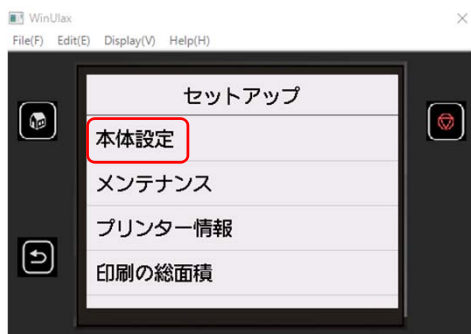 WinUlax
File(F) Edit(E) Display(V) Help(H)
セットアップ
本体設定
メンテナンス
プリンター情報
印刷の総面積